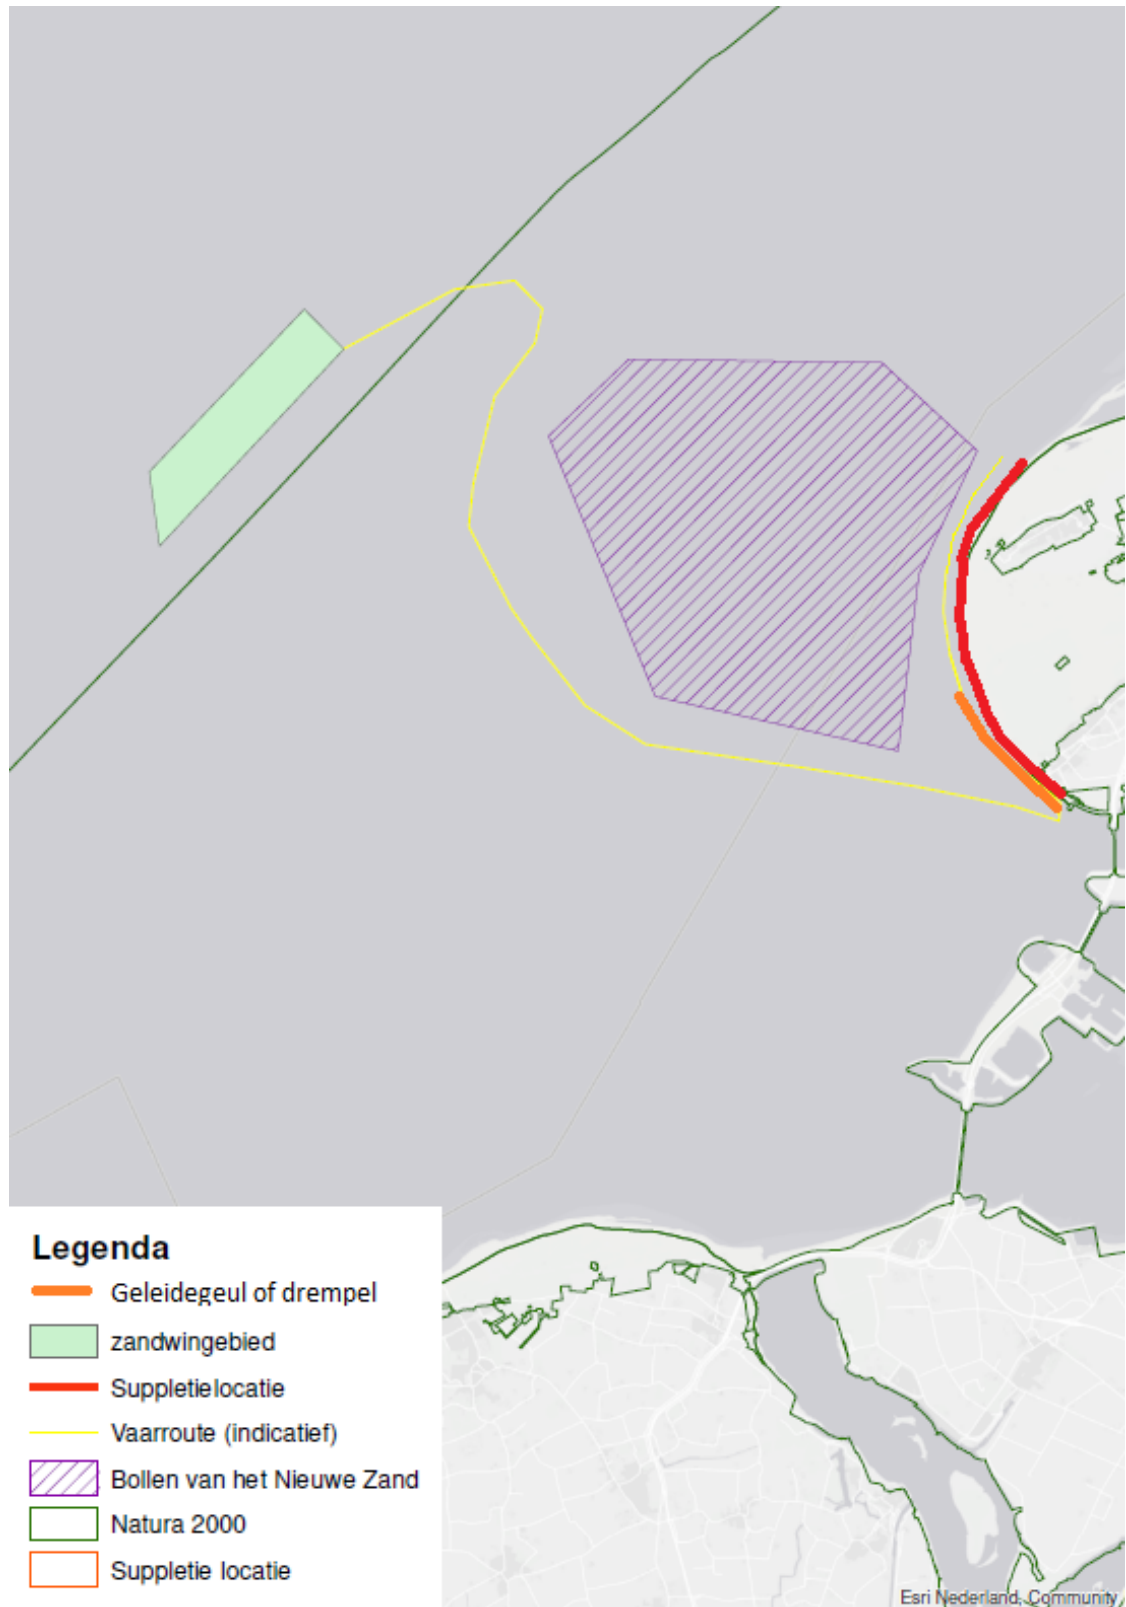 Legenda
Geleidegeul of drempel
zandwingebied
Suppletielocatie
Vaarroute (indicatief)
Bollen van het Nieuwe Zand
Natura 2000
Suppletie locatie
Esri Nederland, Community